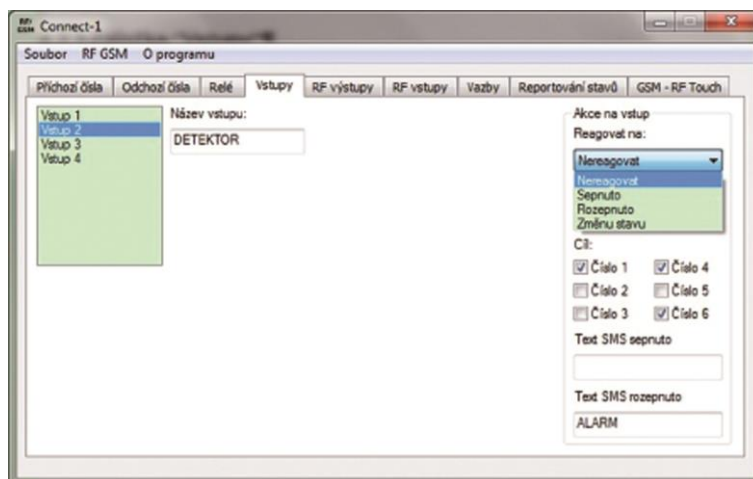 RF GSM Connect-1
Soubor RF GSM O programu
Příchozí čísla Odchozí čísla Relé Vstupy RF výstupy RF vstupy Vazby Reportování stavů GSM - RF Touch
Vstup 1
Vstup 2
Vstup 3
Vstup 4
Název vstupu:
DETEKTOR
Akce na vstup
Reagovat na:
Nereagovat
Nereagovat
Sepnuto
Rozepnuto
Změnu stavu
Cíl:
Číslo 1 Číslo 4
Číslo 2 Číslo 5
Číslo 3 Číslo 6
Text SMS sepnuto
Text SMS rozepnuto
ALARM